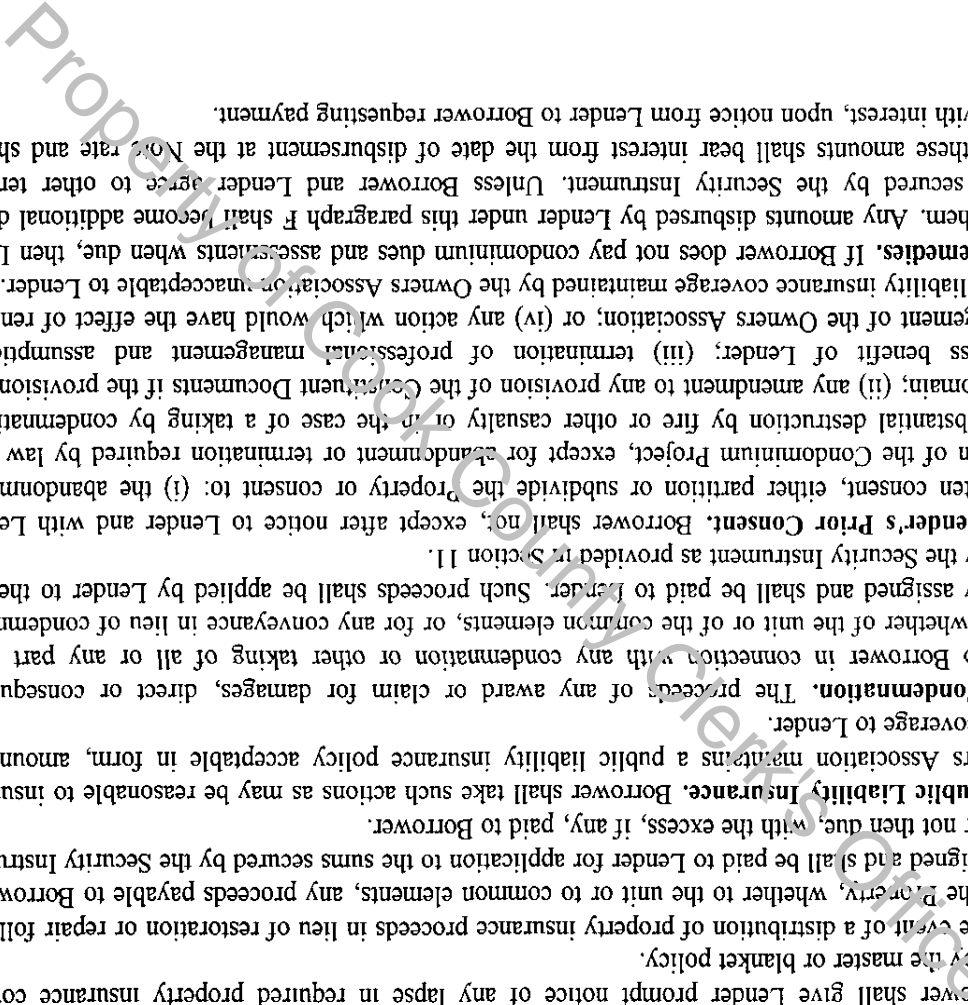 ower shall give Lender prompt notice of any lapse in required property insurance co
y the master or blanket policy.
e event of a distribution of property insurance proceeds in lieu of restoration or repair foll
he Property, whether to the unit or to common elements, any proceeds payable to Borrow
igned and shall be paid to Lender for application to the sums secured by the Security Instru
r not then due, with the excess, if any, paid to Borrower.
ublic Liability Insurance. Borrower shall take such actions as may be reasonable to insu
rs Association maintains a public liability insurance policy acceptable in form, amoun
coverage to Lender.
ondemnation. The proceeds of any award or claim for damages, direct or consequ
o Borrower in connection with any condemnation or other taking of all or any part
whether of the unit or of the common elements, or for any conveyance in lieu of condemn
y assigned and shall be paid to Lender. Such proceeds shall be applied by Lender to the
y the Security Instrument as provided in Section 11.
ender's Prior Consent. Borrower shall not, except after notice to Lender and with Le
ten consent, either partition or subdivide the Property or consent to: (i) the abandonm
n of the Condominium Project, except for abandonment or termination required by law
bstantial destruction by fire or other casualty or in the case of a taking by condemnati
omain; (ii) any amendment to any provision of the Constituent Documents if the provision
ss benefit of Lender; (iii) termination of professional management and assumpti
gement of the Owners Association; or (iv) any action which would have the effect of ren
liability insurance coverage maintained by the Owners Association unacceptable to Lender.
emedies. If Borrower does not pay condominium dues and assessments when due, then L
hem. Any amounts disbursed by Lender under this paragraph F shall become additional d
secured by the Security Instrument. Unless Borrower and Lender agree to other ter
these amounts shall bear interest from the date of disbursement at the Note rate and sh
vith interest, upon notice from Lender to Borrower requesting payment.
Property of Cook County Clerk's Office